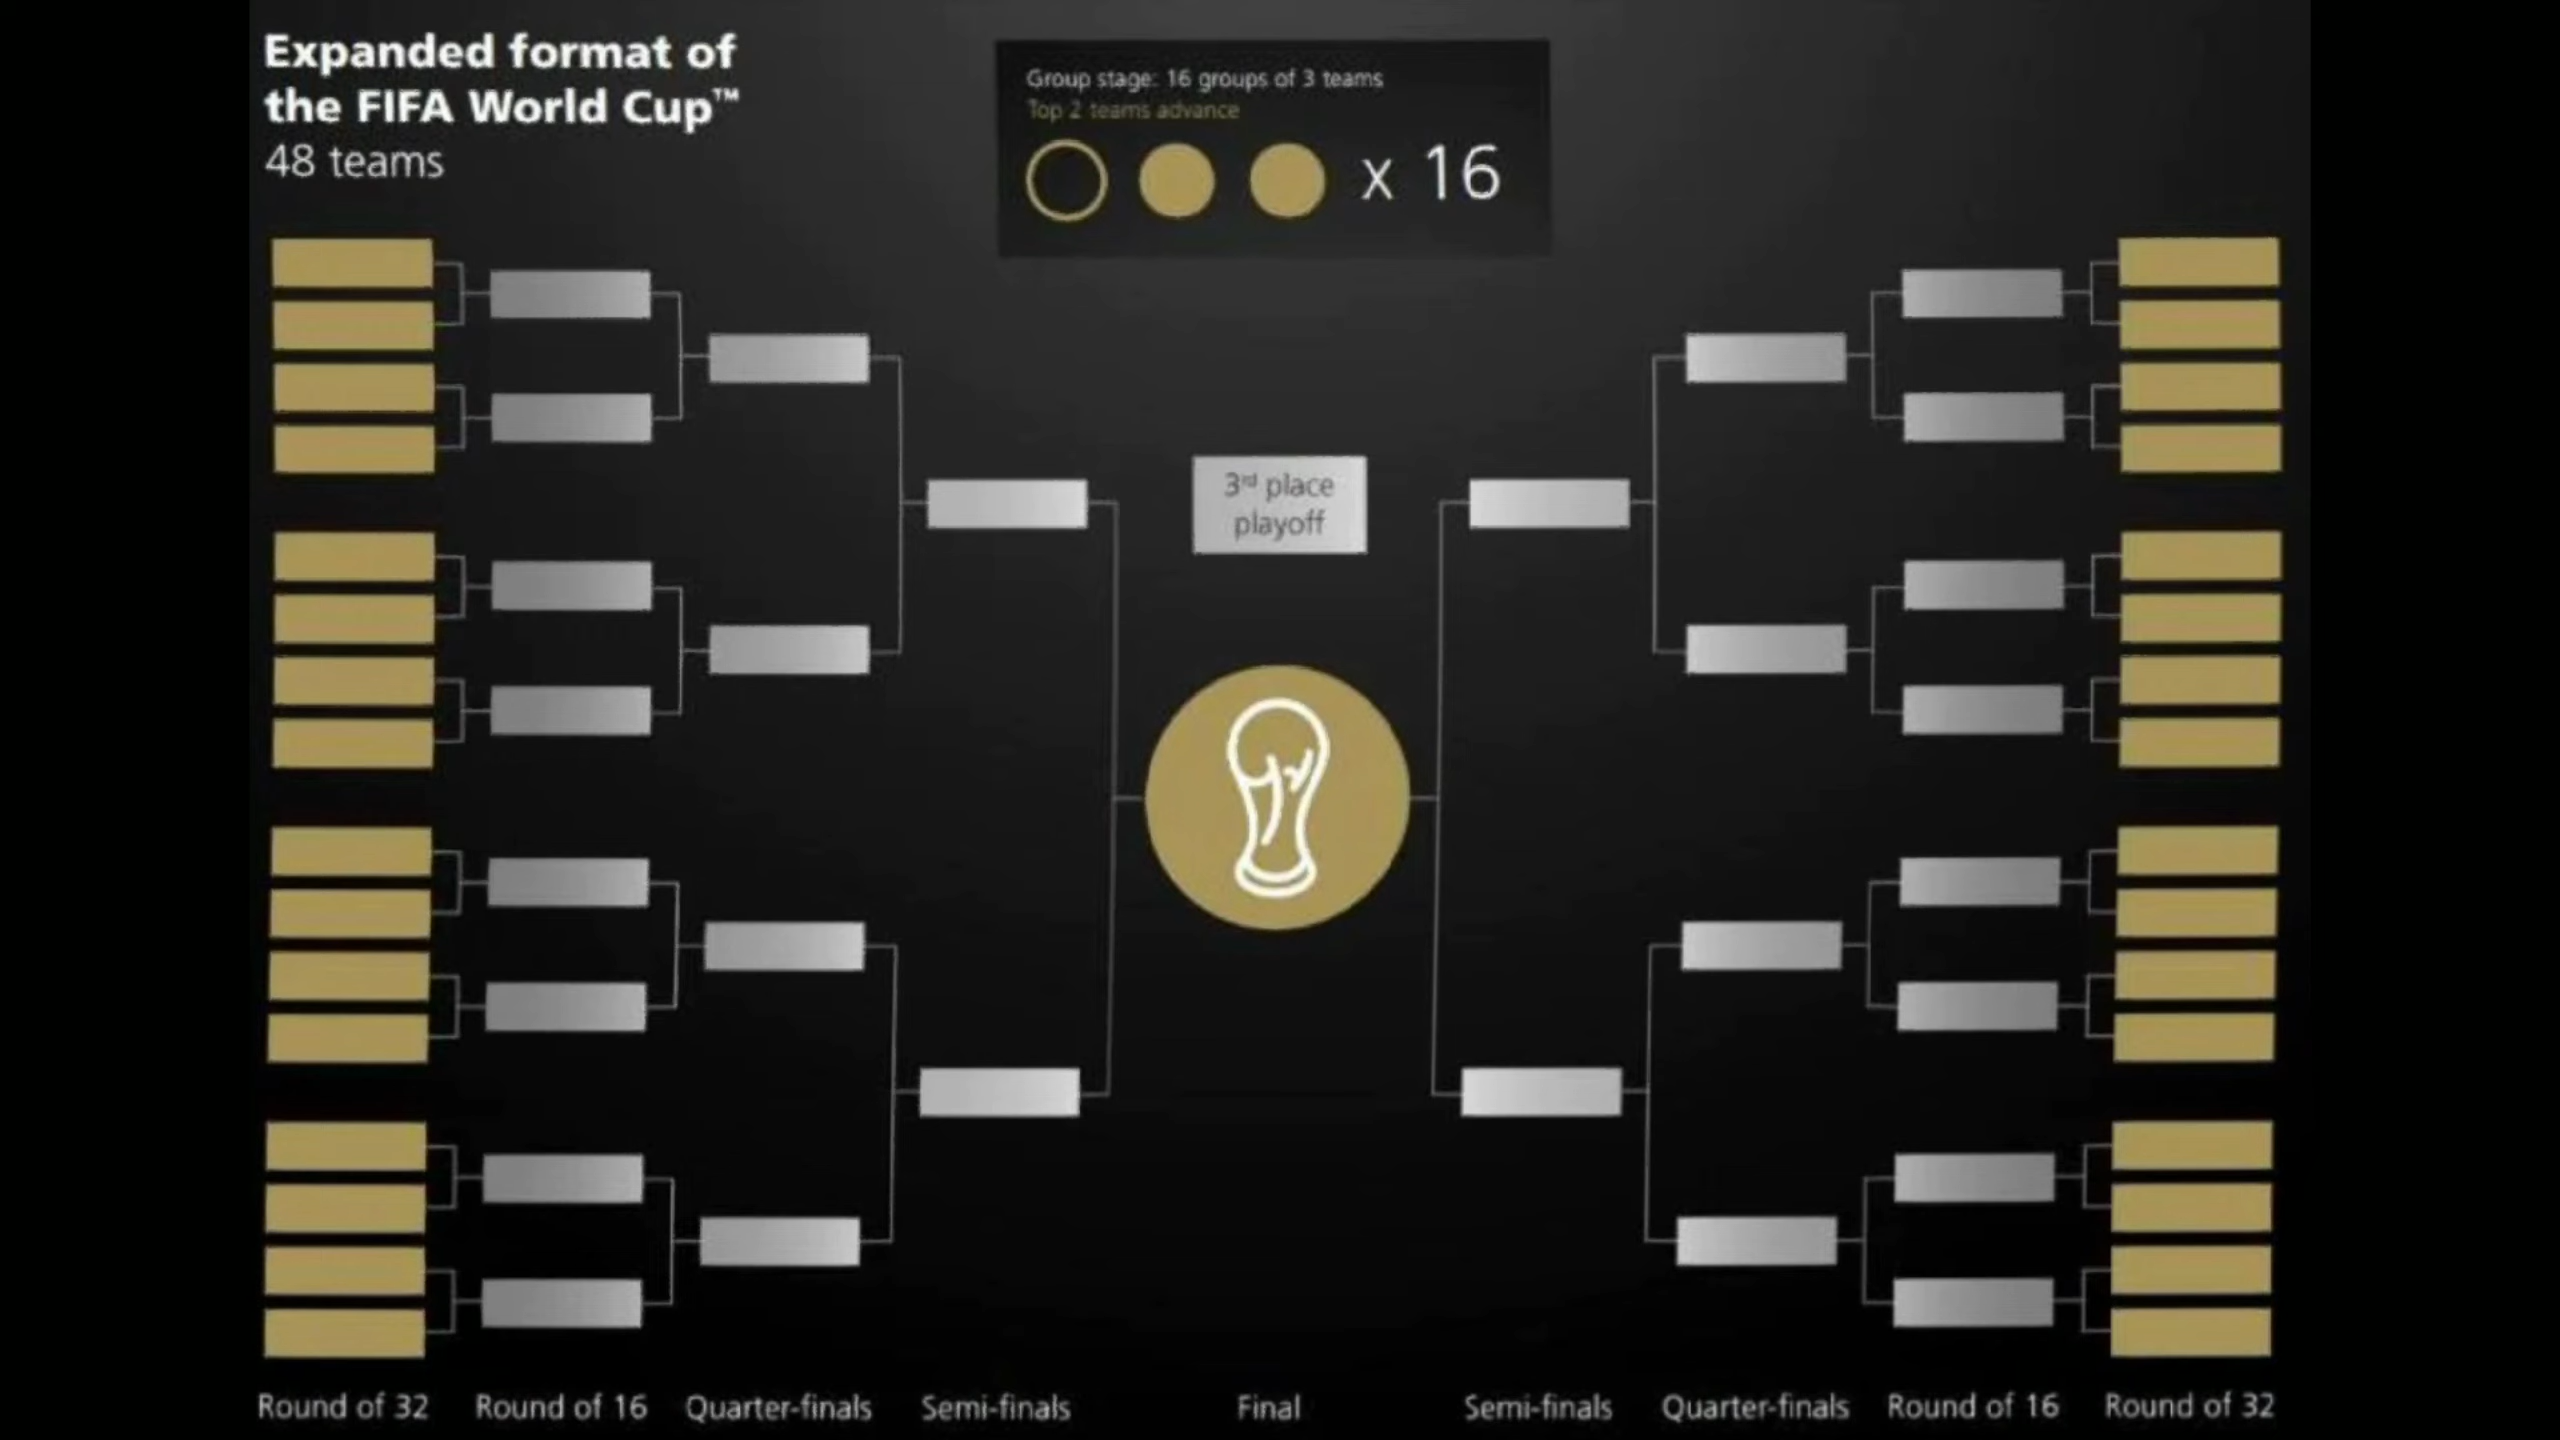 Expanded format of
the FIFA World Cup™
48 teams
Group stage: 16 groups of 3 teams
Top 2 teams advance
x 16
3rd place
playoff
Round of 32
Round of 16
Quarter-finals
Semi-finals
Final
Semi-finals
Quarter-finals
Round of 16
Round of 32